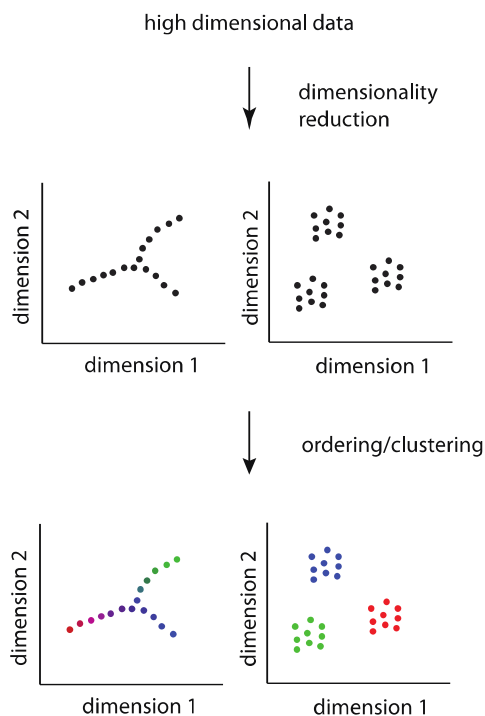 high dimensional data
dimensionality
reduction
dimension 2
dimension 1
dimension 2
dimension 1
ordering/clustering
dimension 2
dimension 1
dimension 2
dimension 1